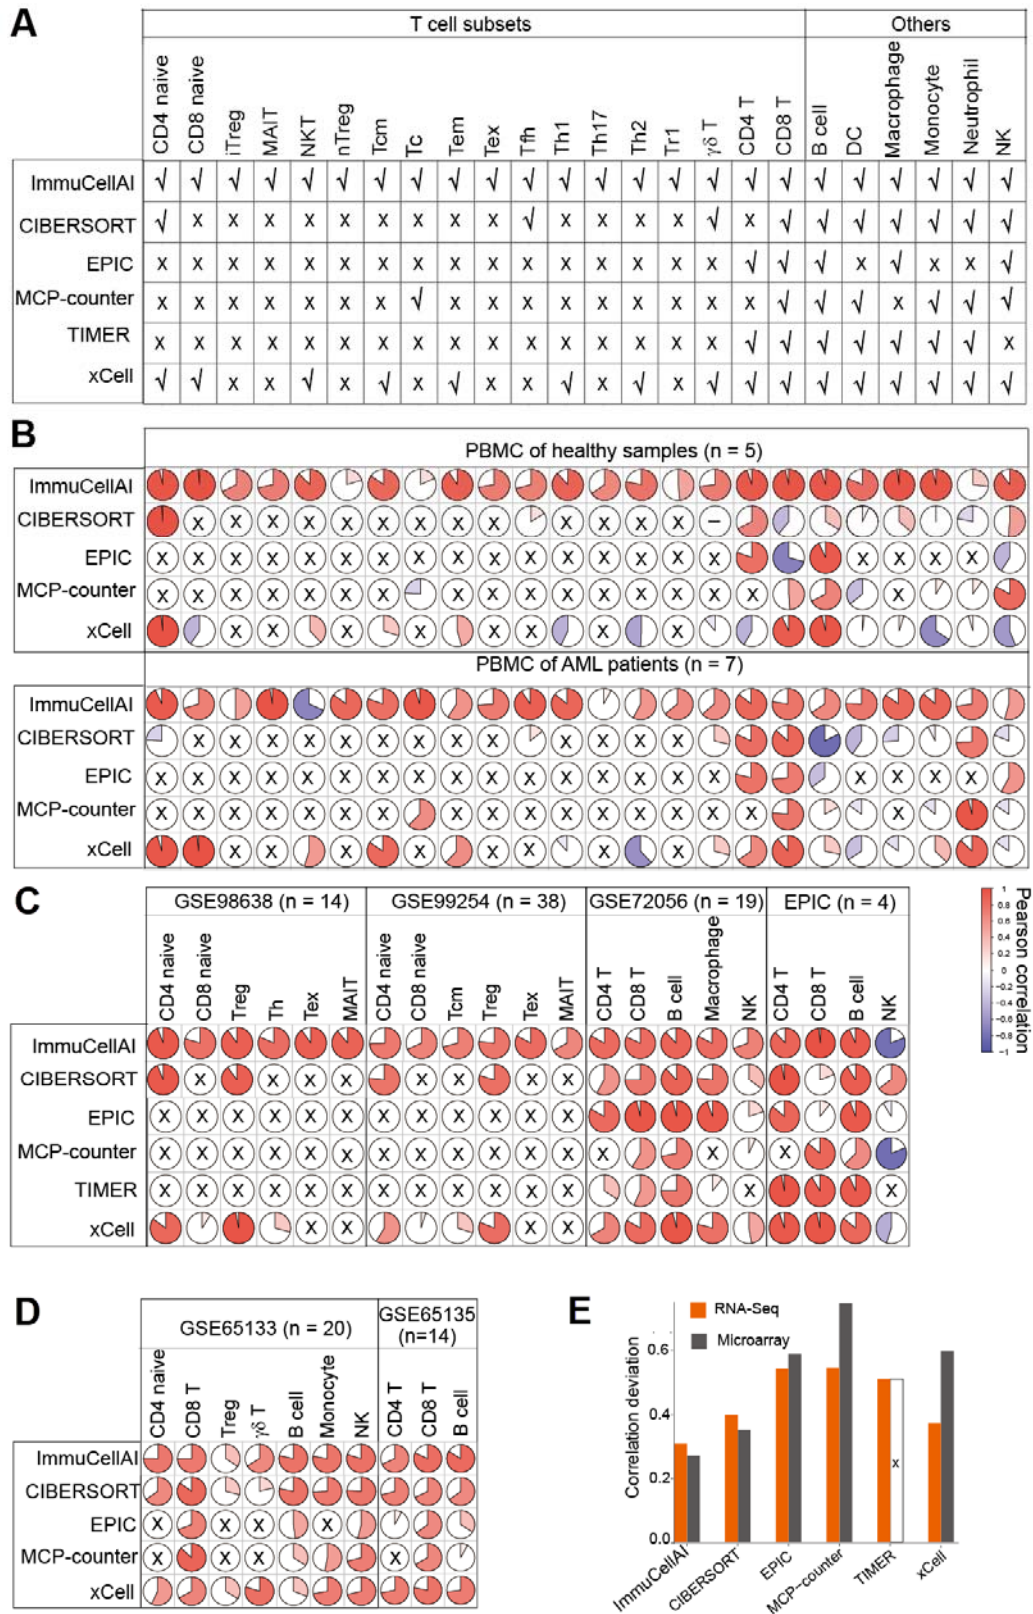 A
T cell subsets Others
CD4 naive CD8 naive iTreg MAIT NKT nTreg Tcm Tc Tem Tex Tfh Th1 Th17 Th2 Tr1 γδ T CD4 T CD8 T B cell DC Macrophage Monocyte Neutrophil NK
ImmuCellAI √ √ √ √ √ √ √ √ √ √ √ √ √ √ √ √ √ √ √ √ √ √ √ √
CIBERSORT √ x x x x x x x x x √ x x x x √ x √ √ √ √ √ √ √
EPIC x x x x x x x x x x x x x x x x √ √ √ x √ x x √
MCP-counter x x x x x x x √ x x x x x x x x x √ √ √ x √ √ √
TIMER x x x x x x x x x x x x x x x x √ √ √ √ √ √ √ x
xCell √ √ x x √ x √ x √ x x √ x √ x √ √ √ √ √ √ √ √ √
B
PBMC of healthy samples (n = 5)
ImmuCellAI
CIBERSORT x x x x x x x x x x x x x –
EPIC x x x x x x x x x x x x x x x x x x x x
MCP-counter x x x x x x x x x x x x x x x x x
xCell x x x x x x x x
PBMC of AML patients (n = 7)
ImmuCellAI
CIBERSORT x x x x x x x x x x x x x
EPIC x x x x x x x x x x x x x x x x x x x x
MCP-counter x x x x x x x x x x x x x x x x x
xCell x x x x x x x x
C
GSE98638 (n = 14) GSE99254 (n = 38) GSE72056 (n = 19) EPIC (n = 4)
CD4 naive CD8 naive Treg Th Tex MAIT CD4 naive CD8 naive Tcm Treg Tex MAIT CD4 T CD8 T B cell Macrophage NK CD4 T CD8 T B cell NK
ImmuCellAI
CIBERSORT x x x x x x x x
EPIC x x x x x x x x x x x x
MCP-counter x x x x x x x x x x x x x x x
TIMER x x x x x x x x x x x x x x
xCell x x x x
1
0.8
0.6
0.4
0.2
0
−0.2
−0.4
−0.6
−0.8
−1
Pearson correlation
D
GSE65133 (n = 20) GSE65135
(n=14)
CD4 naive CD8 T Treg γδ T B cell Monocyte NK CD4 T CD8 T B cell
ImmuCellAI
CIBERSORT
EPIC x x x x
MCP-counter x x x x
xCell
E
RNA-Seq
Microarray
Correlation deviation
0.6
0.4
0.2
0.0
x
ImmuCellAI CIBERSORT EPIC MCP−counter TIMER xCell